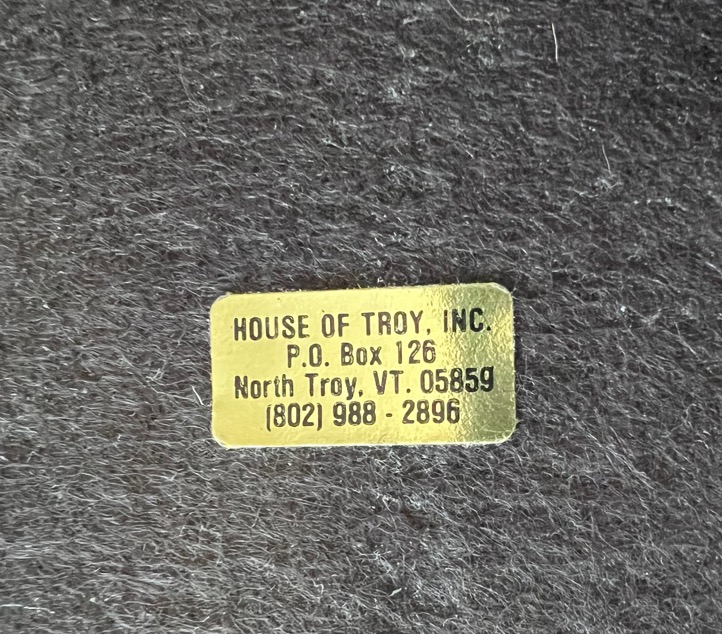 HOUSE OF TROY, INC.
P.O. Box 126
North Troy, VT. 05859
(802) 988 - 2896